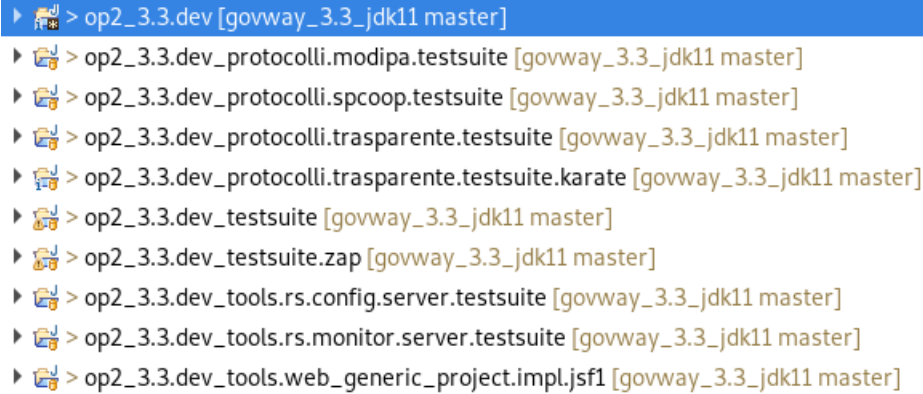 > op2_3.3.dev [govway_3.3_jdk11 master]
> op2_3.3.dev_protocolli.modipa.testsuite [govway_3.3_jdk11 master]
> op2_3.3.dev_protocolli.spcoop.testsuite [govway_3.3_jdk11 master]
> op2_3.3.dev_protocolli.trasparente.testsuite [govway_3.3_jdk11 master]
> op2_3.3.dev_protocolli.trasparente.testsuite.karate [govway_3.3_jdk11 master]
> op2_3.3.dev_testsuite [govway_3.3_jdk11 master]
> op2_3.3.dev_testsuite.zap [govway_3.3_jdk11 master]
> op2_3.3.dev_tools.rs.config.server.testsuite [govway_3.3_jdk11 master]
> op2_3.3.dev_tools.rs.monitor.server.testsuite [govway_3.3_jdk11 master]
> op2_3.3.dev_tools.web_generic_project.impl.jsf1 [govway_3.3_jdk11 master]